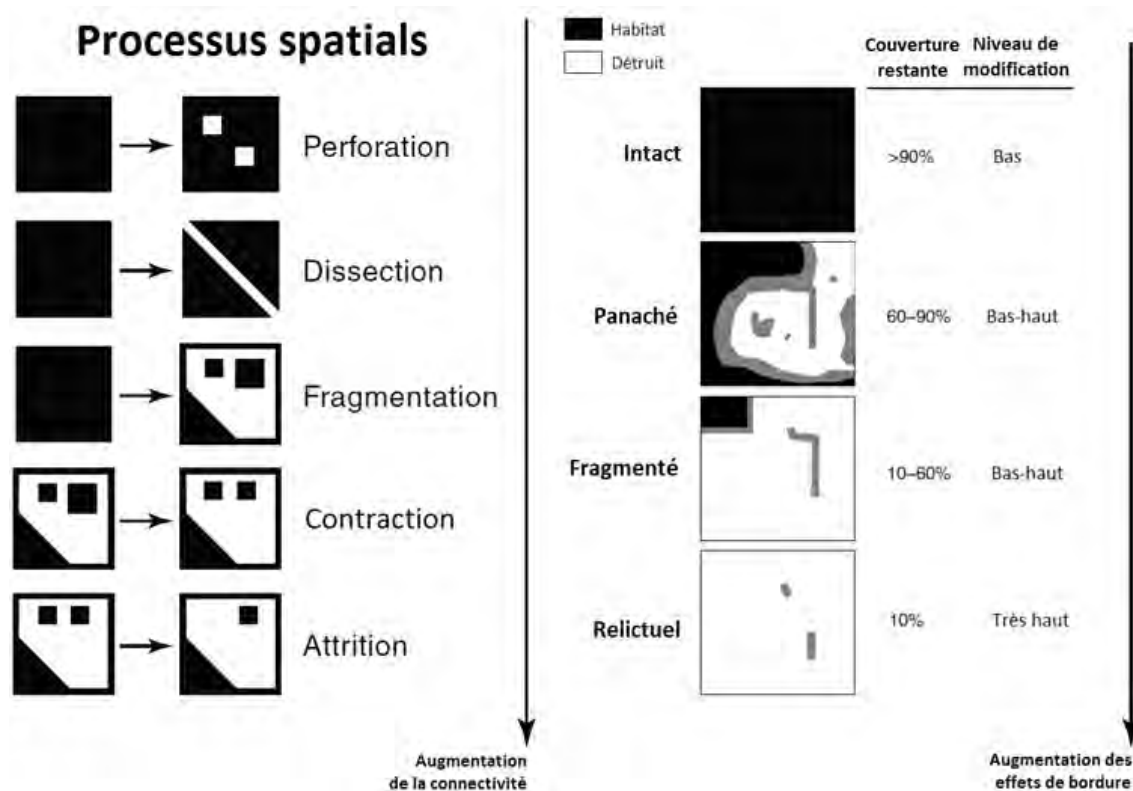 Processus spatials
Perforation
Dissection
Fragmentation
Contraction
Attrition
Augmentation
de la connectivité
Habitat
Détruit
Couverture
restante
Niveau de
modification
Intact
>90%
Bas
Panaché
60–90%
Bas-haut
Fragmenté
10–60%
Bas-haut
Relictuel
10%
Très haut
Augmentation des
effets de bordure